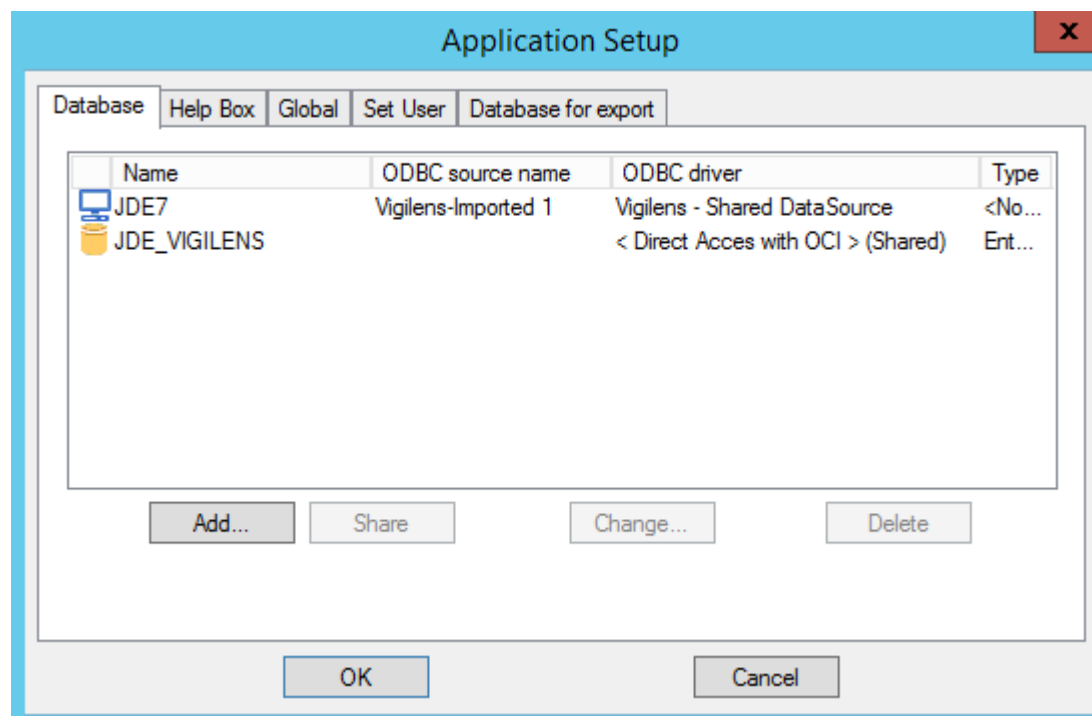 Application Setup
x
Database Help Box Global Set User Database for export
Name ODBC source name ODBC driver Type
JDE7 Vigilens-Imported 1 Vigilens - Shared DataSource <No...
JDE_VIGILENS < Direct Acces with OCI > (Shared) Ent...
Add... Share Change... Delete
OK Cancel